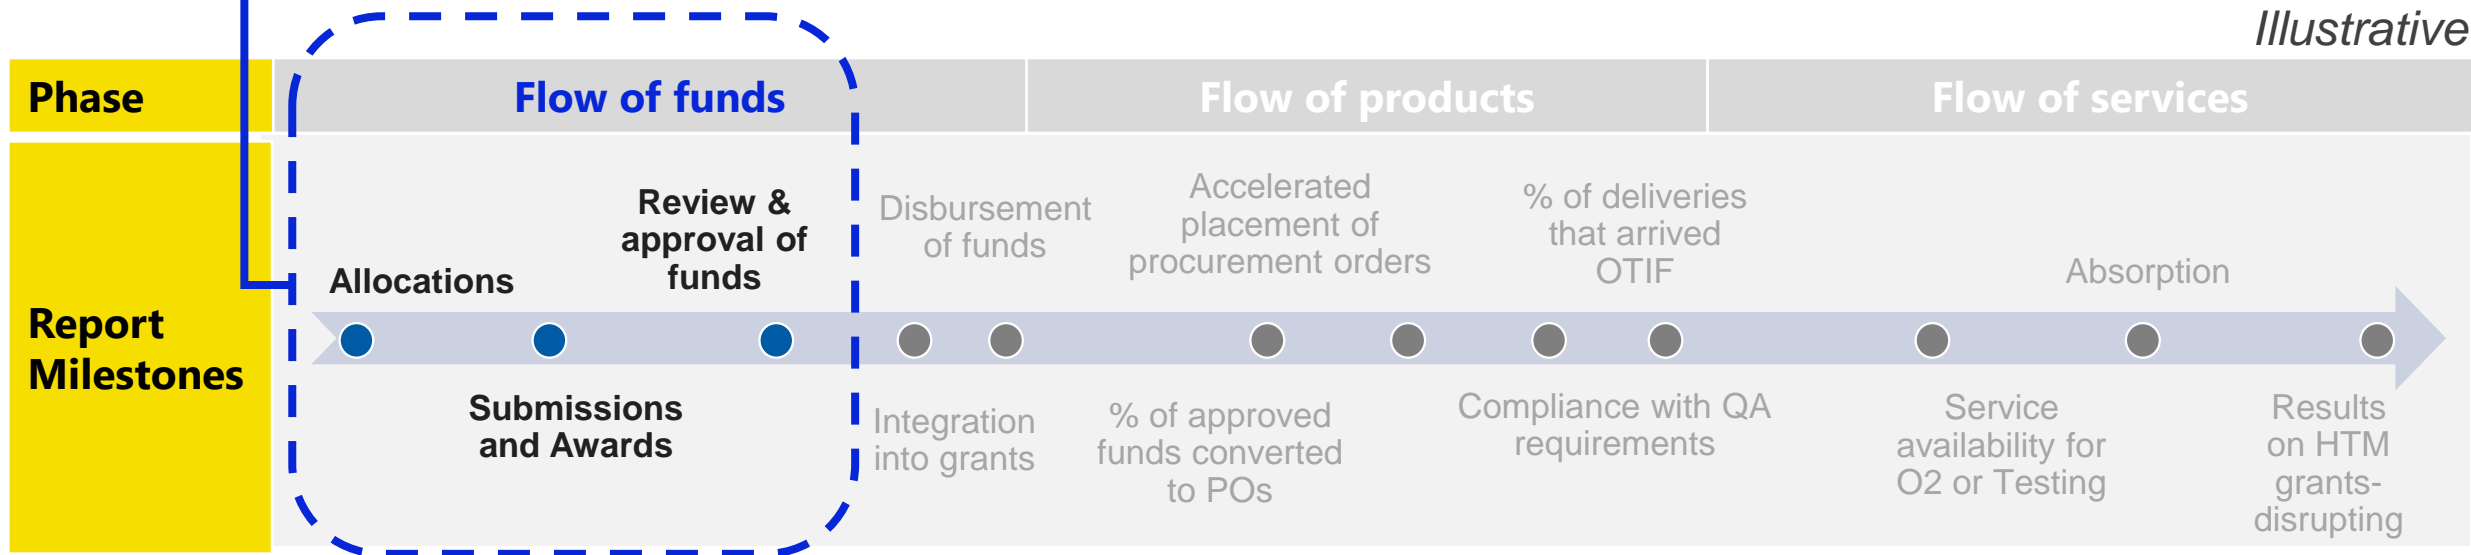 Illustrative
Phase
Flow of funds
Flow of products
Flow of services
Report
Milestones
Allocations
Submissions
and Awards
Review &
approval of
funds
Disbursement
of funds
Integration
into grants
Accelerated
placement of
procurement orders
% of approved
funds converted
to POs
% of deliveries
that arrived
OTIF
Compliance with QA
requirements
Service
availability for
O2 or Testing
Absorption
Results
on HTM
grants-
disrupting